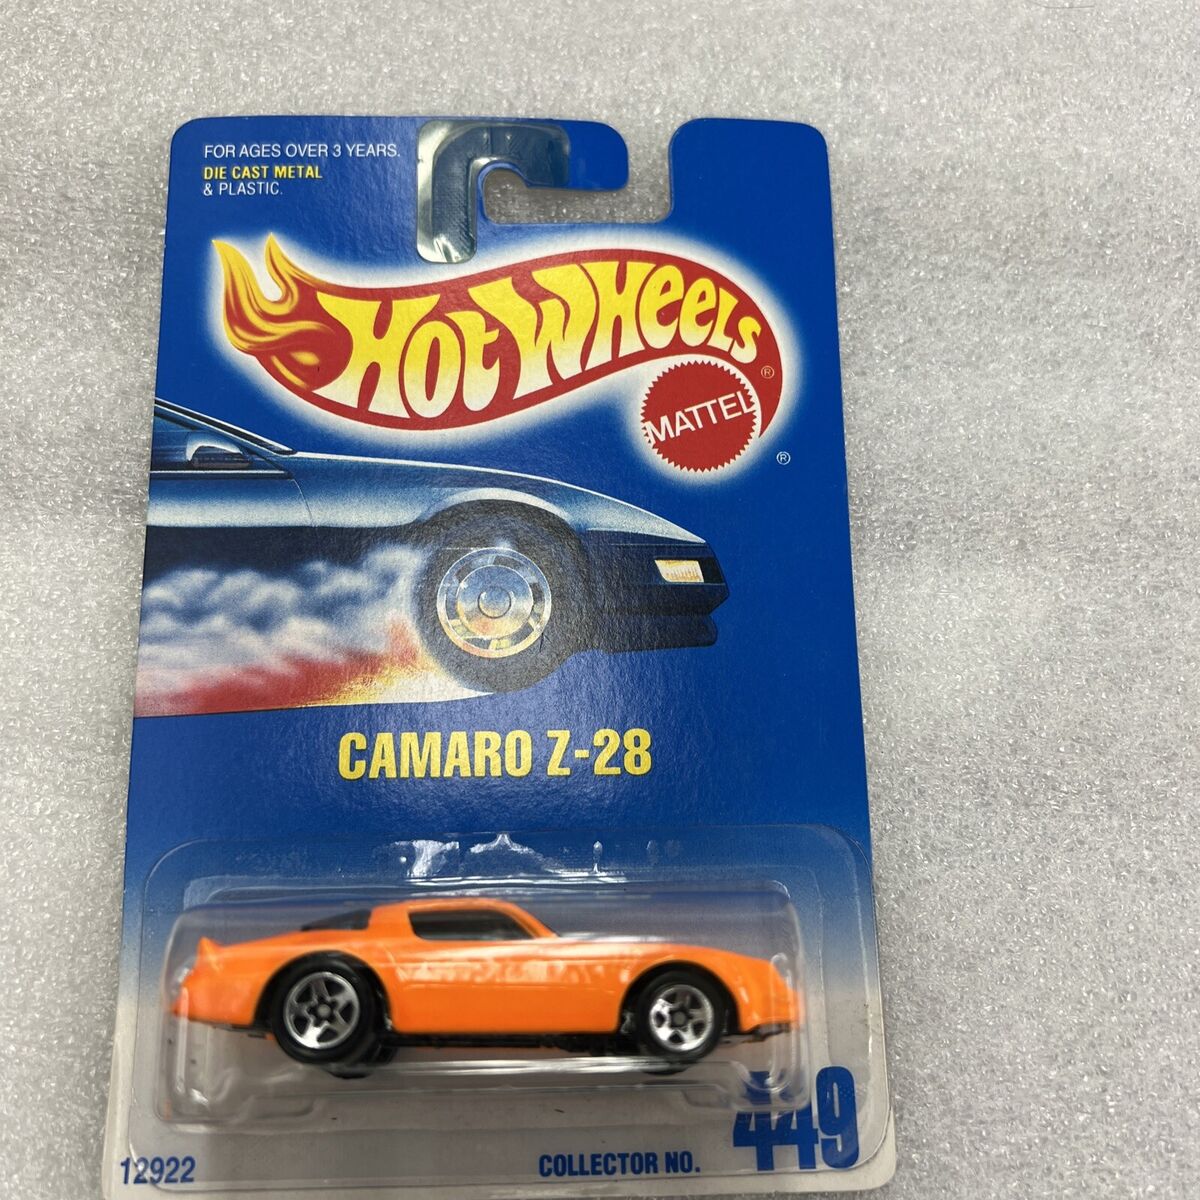 FOR AGES OVER 3 YEARS.
DIE CAST METAL
& PLASTIC.
HOT WHEELS ®
MATTEL ®
CAMARO Z-28
449
12922
COLLECTOR NO.